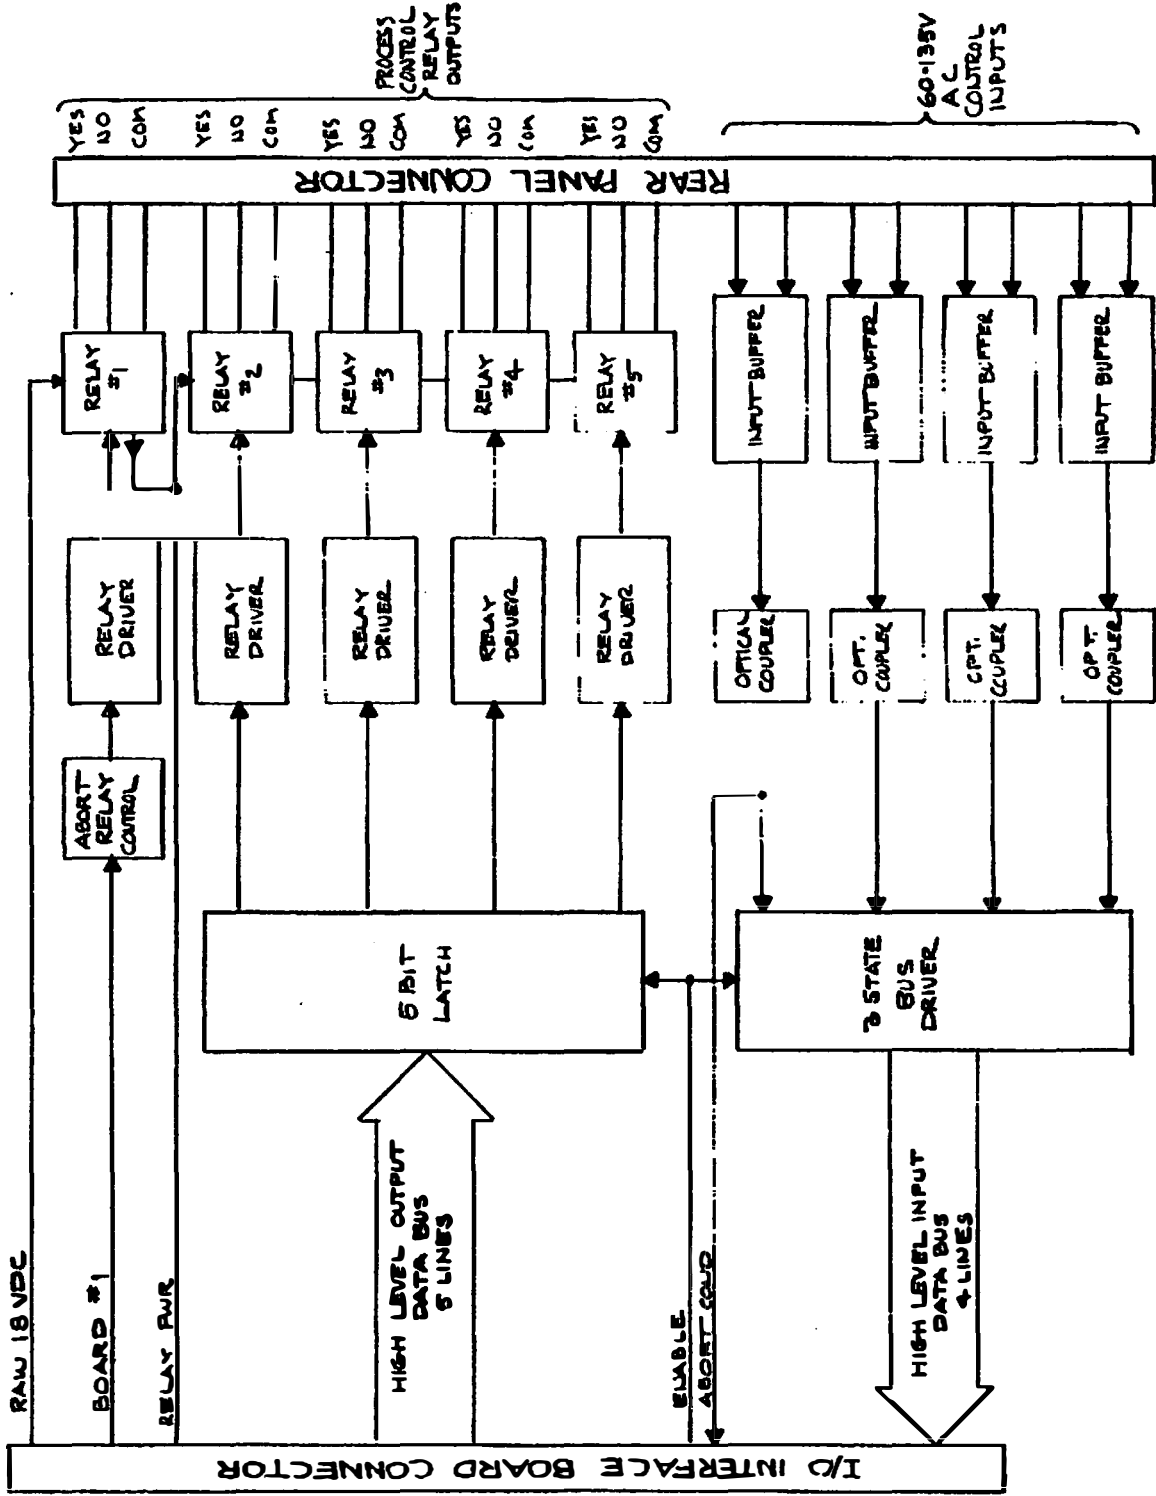 RAW 18 VDC
BOARD #1
RELAY PWR
HIGH LEVEL OUTPUT
DATA BUS
5 LINES
ENABLE
ABORT COND
HIGH LEVEL INPUT
DATA BUS
4 LINES
I/O INTERFACE BOARD CONNECTOR
ABORT
RELAY
CONTROL
5 BIT
LATCH
3 STATE
BUS
DRIVER
RELAY
DRIVER
RELAY
DRIVER
RELAY
DRIVER
RELAY
DRIVER
RELAY
DRIVER
OPTICAL
COUPLER
OPT.
COUPLER
OPT.
COUPLER
OPT.
COUPLER
RELAY
#1
RELAY
#2
RELAY
#3
RELAY
#4
RELAY
#5
INPUT BUFFER
INPUT BUFFER
INPUT BUFFER
INPUT BUFFER
REAR PANEL CONNECTOR
YES
NO
COM
YES
NO
COM
YES
NO
COM
YES
NO
COM
YES
NO
COM
PROCESS
CONTROL
RELAY
OUTPUTS
60-135V
AC
CONTROL
INPUTS